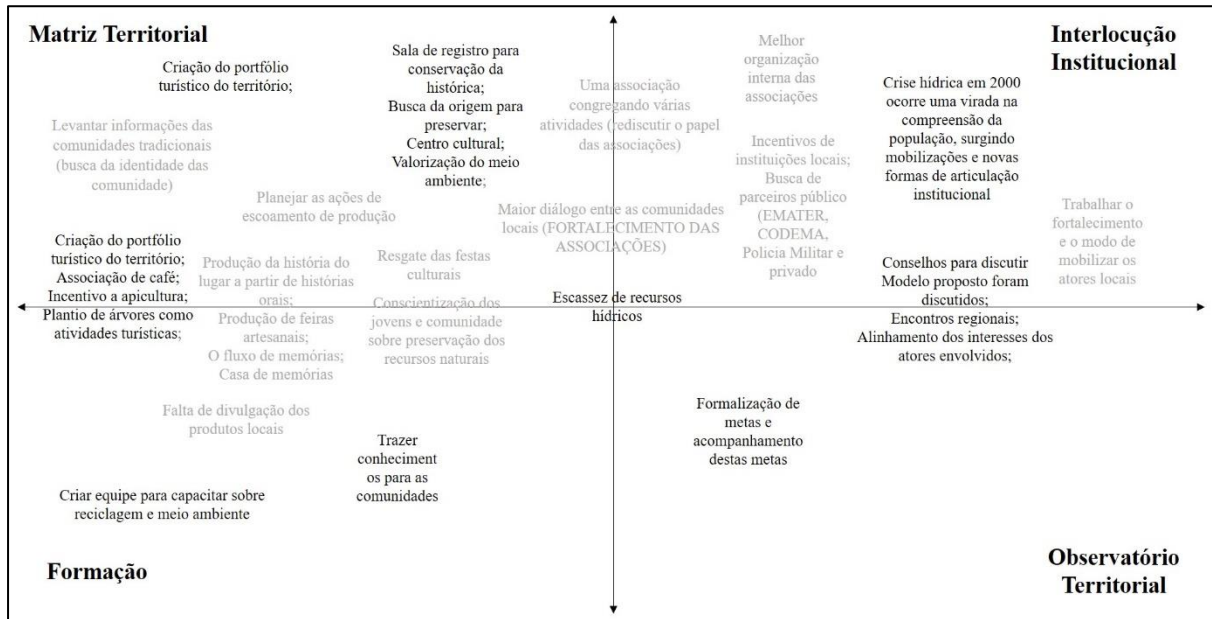 Matriz Territorial
Criação do portfólio
turístico do território;
Levantar informações das
comunidades tradicionais
(busca da identidade das
comunidade)
Sala de registro para
conservação da
histórica;
Busca da origem para
preservar;
Centro cultural;
Valorização do meio
ambiente;
Planejar as ações de
escoamento de produção
Criação do portfólio
turístico do território;
Associação de café;
Incentivo a apicultura;
Plantio de árvores como
atividades turísticas;
Produção da história do
lugar a partir de histórias
orais;
Produção de feiras
artesanais;
O fluxo de memórias;
Casa de memórias
Resgate das festas
culturais
Conscientização dos
jovens e comunidade
sobre preservação dos
recursos naturais
Uma associação
congregando várias
atividades (rediscutir o papel
das associações)
Maior diálogo entre as comunidades
locais (FORTALECIMENTO DAS
ASSOCIAÇÕES)
Escassez de recursos
hídricos
Interlocução
Institucional
Melhor
organização
interna das
associações
Incentivos de
instituições locais;
Busca de
parceiros público
(EMATER,
CODEMA,
Policia Militar e
privado
Crise hídrica em 2000
ocorre uma virada na
compreensão da
população, surgindo
mobilizações e novas
formas de articulação
institucional
Trabalhar o
fortalecimento
e o modo de
mobilizar os
atores locais
Conselhos para discutir
Modelo proposto foram
discutidos;
Encontros regionais;
Alinhamento dos interesses dos
atores envolvidos;
Falta de divulgação dos
produtos locais
Trazer
conheciment
os para as
comunidades
Criar equipe para capacitar sobre
reciclagem e meio ambiente
Formação
Formalização de
metas e
acompanhamento
destas metas
Observatório
Territorial